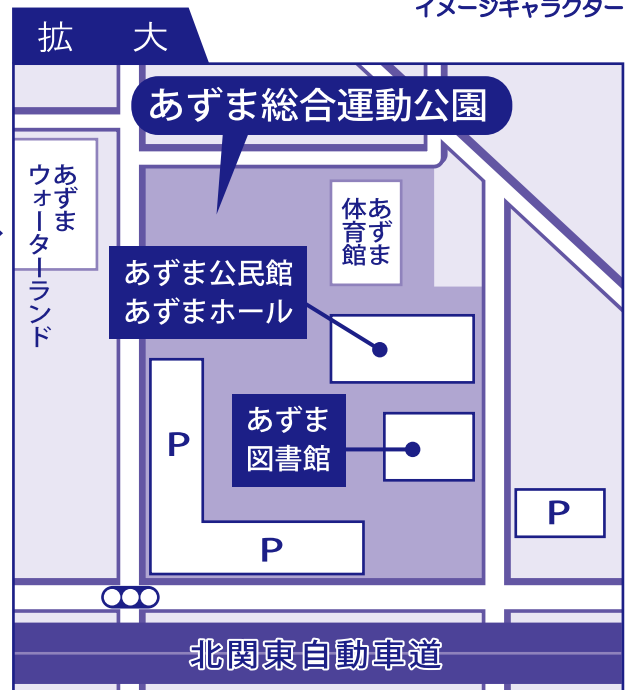 イメージキャラクター
拡大
あずま総合運動公園
あずま
ウォーターランド
あずま
体育館
あずま公民館
あずまホール
あずま
図書館
P
P
P
北関東自動車道